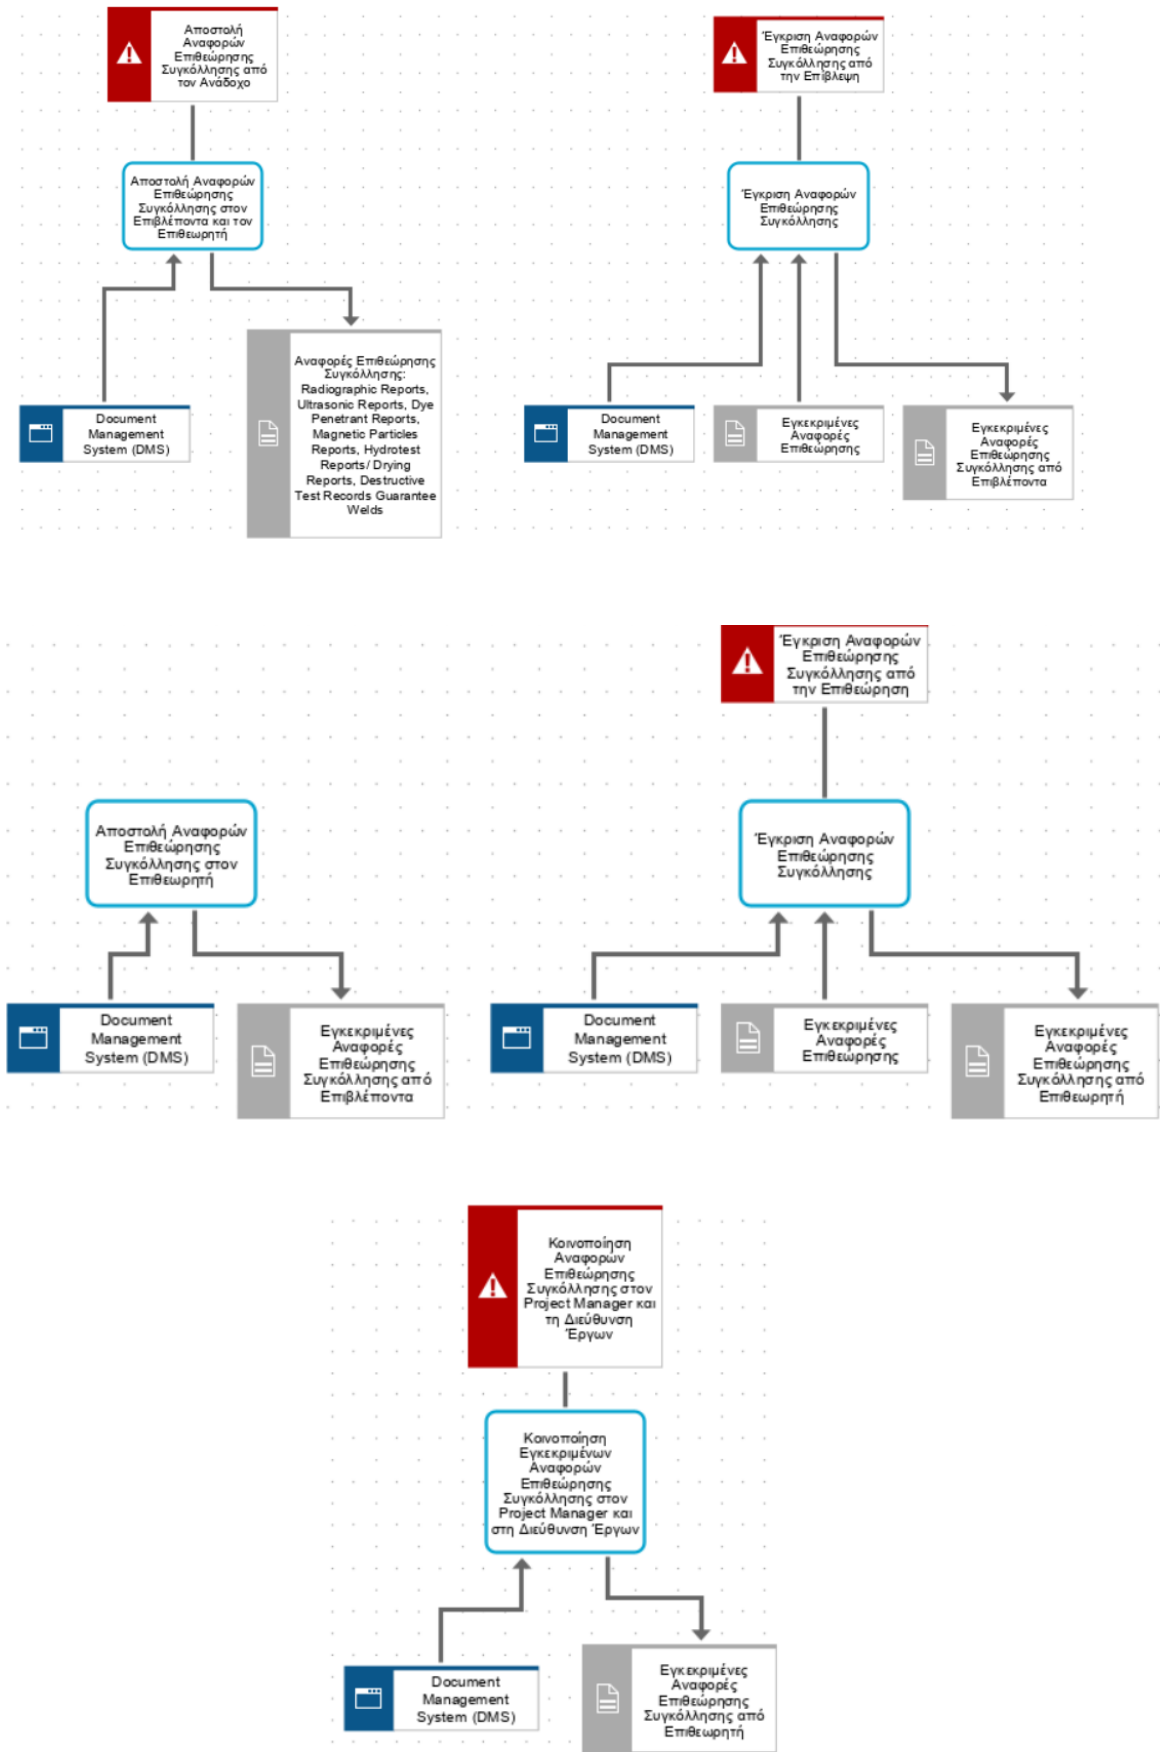 Αποστολή
Αναφορών
Επιθεώρησης
Συγκόλλησης από
τον Ανάδοχο
Αποστολή Αναφορών
Επιθεώρησης
Συγκόλλησης στον
Επιβλέποντα και τον
Επιθεωρητή
Document
Management
System (DMS)
Αναφορές Επιθεώρησης
Συγκόλλησης:
Radiographic Reports,
Ultrasonic Reports, Dye
Penetrant Reports,
Magnetic Particles
Reports, Hydrotest
Reports/ Drying
Reports, Destructive
Test Records Guarantee
Welds
Έγκριση Αναφορών
Επιθεώρησης
Συγκόλλησης από
την Επίβλεψη
Έγκριση Αναφορών
Επιθεώρησης
Συγκόλλησης
Document
Management
System (DMS)
Εγκεκριμένες
Αναφορές
Επιθεώρησης
Εγκεκριμένες
Αναφορές
Επιθεώρησης
Συγκόλλησης από
Επιβλέποντα
Αποστολή Αναφορών
Επιθεώρησης
Συγκόλλησης στον
Επιθεωρητή
Document
Management
System (DMS)
Εγκεκριμένες
Αναφορές
Επιθεώρησης
Συγκόλλησης από
Επιβλέποντα
Έγκριση Αναφορών
Επιθεώρησης
Συγκόλλησης από
την Επιθεώρηση
Έγκριση Αναφορών
Επιθεώρησης
Συγκόλλησης
Document
Management
System (DMS)
Εγκεκριμένες
Αναφορές
Επιθεώρησης
Εγκεκριμένες
Αναφορές
Επιθεώρησης
Συγκόλλησης από
Επιθεωρητή
Κοινοποίηση
Αναφορών
Επιθεώρησης
Συγκόλλησης στον
Project Manager και
τη Διεύθυνση
Έργων
Κοινοποίηση
Εγκεκριμένων
Αναφορών
Επιθεώρησης
Συγκόλλησης στον
Project Manager και
στη Διεύθυνση Έργων
Document
Management
System (DMS)
Εγκεκριμένες
Αναφορές
Επιθεώρησης
Συγκόλλησης από
Επιθεωρητή